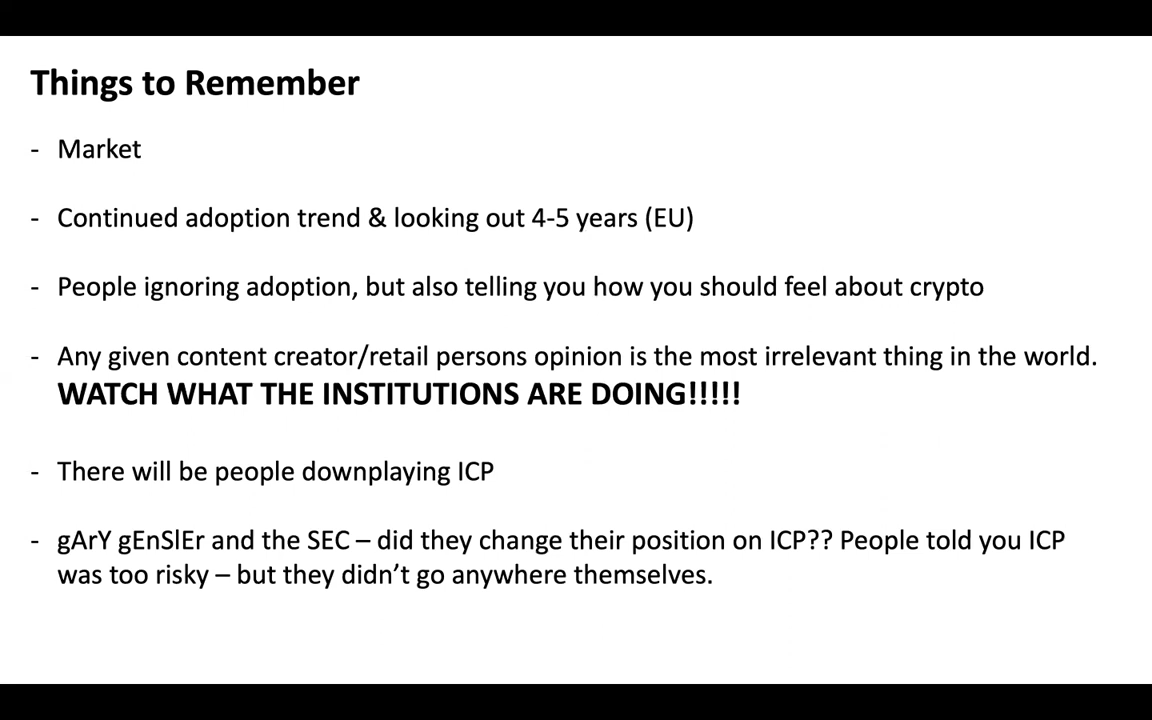 Things to Remember
- Market
- Continued adoption trend & looking out 4-5 years (EU)
- People ignoring adoption, but also telling you how you should feel about crypto
- Any given content creator/retail persons opinion is the most irrelevant thing in the world.
WATCH WHAT THE INSTITUTIONS ARE DOING!!!!!
- There will be people downplaying ICP
- gArY gEnSlEr and the SEC – did they change their position on ICP?? People told you ICP
was too risky – but they didn’t go anywhere themselves.